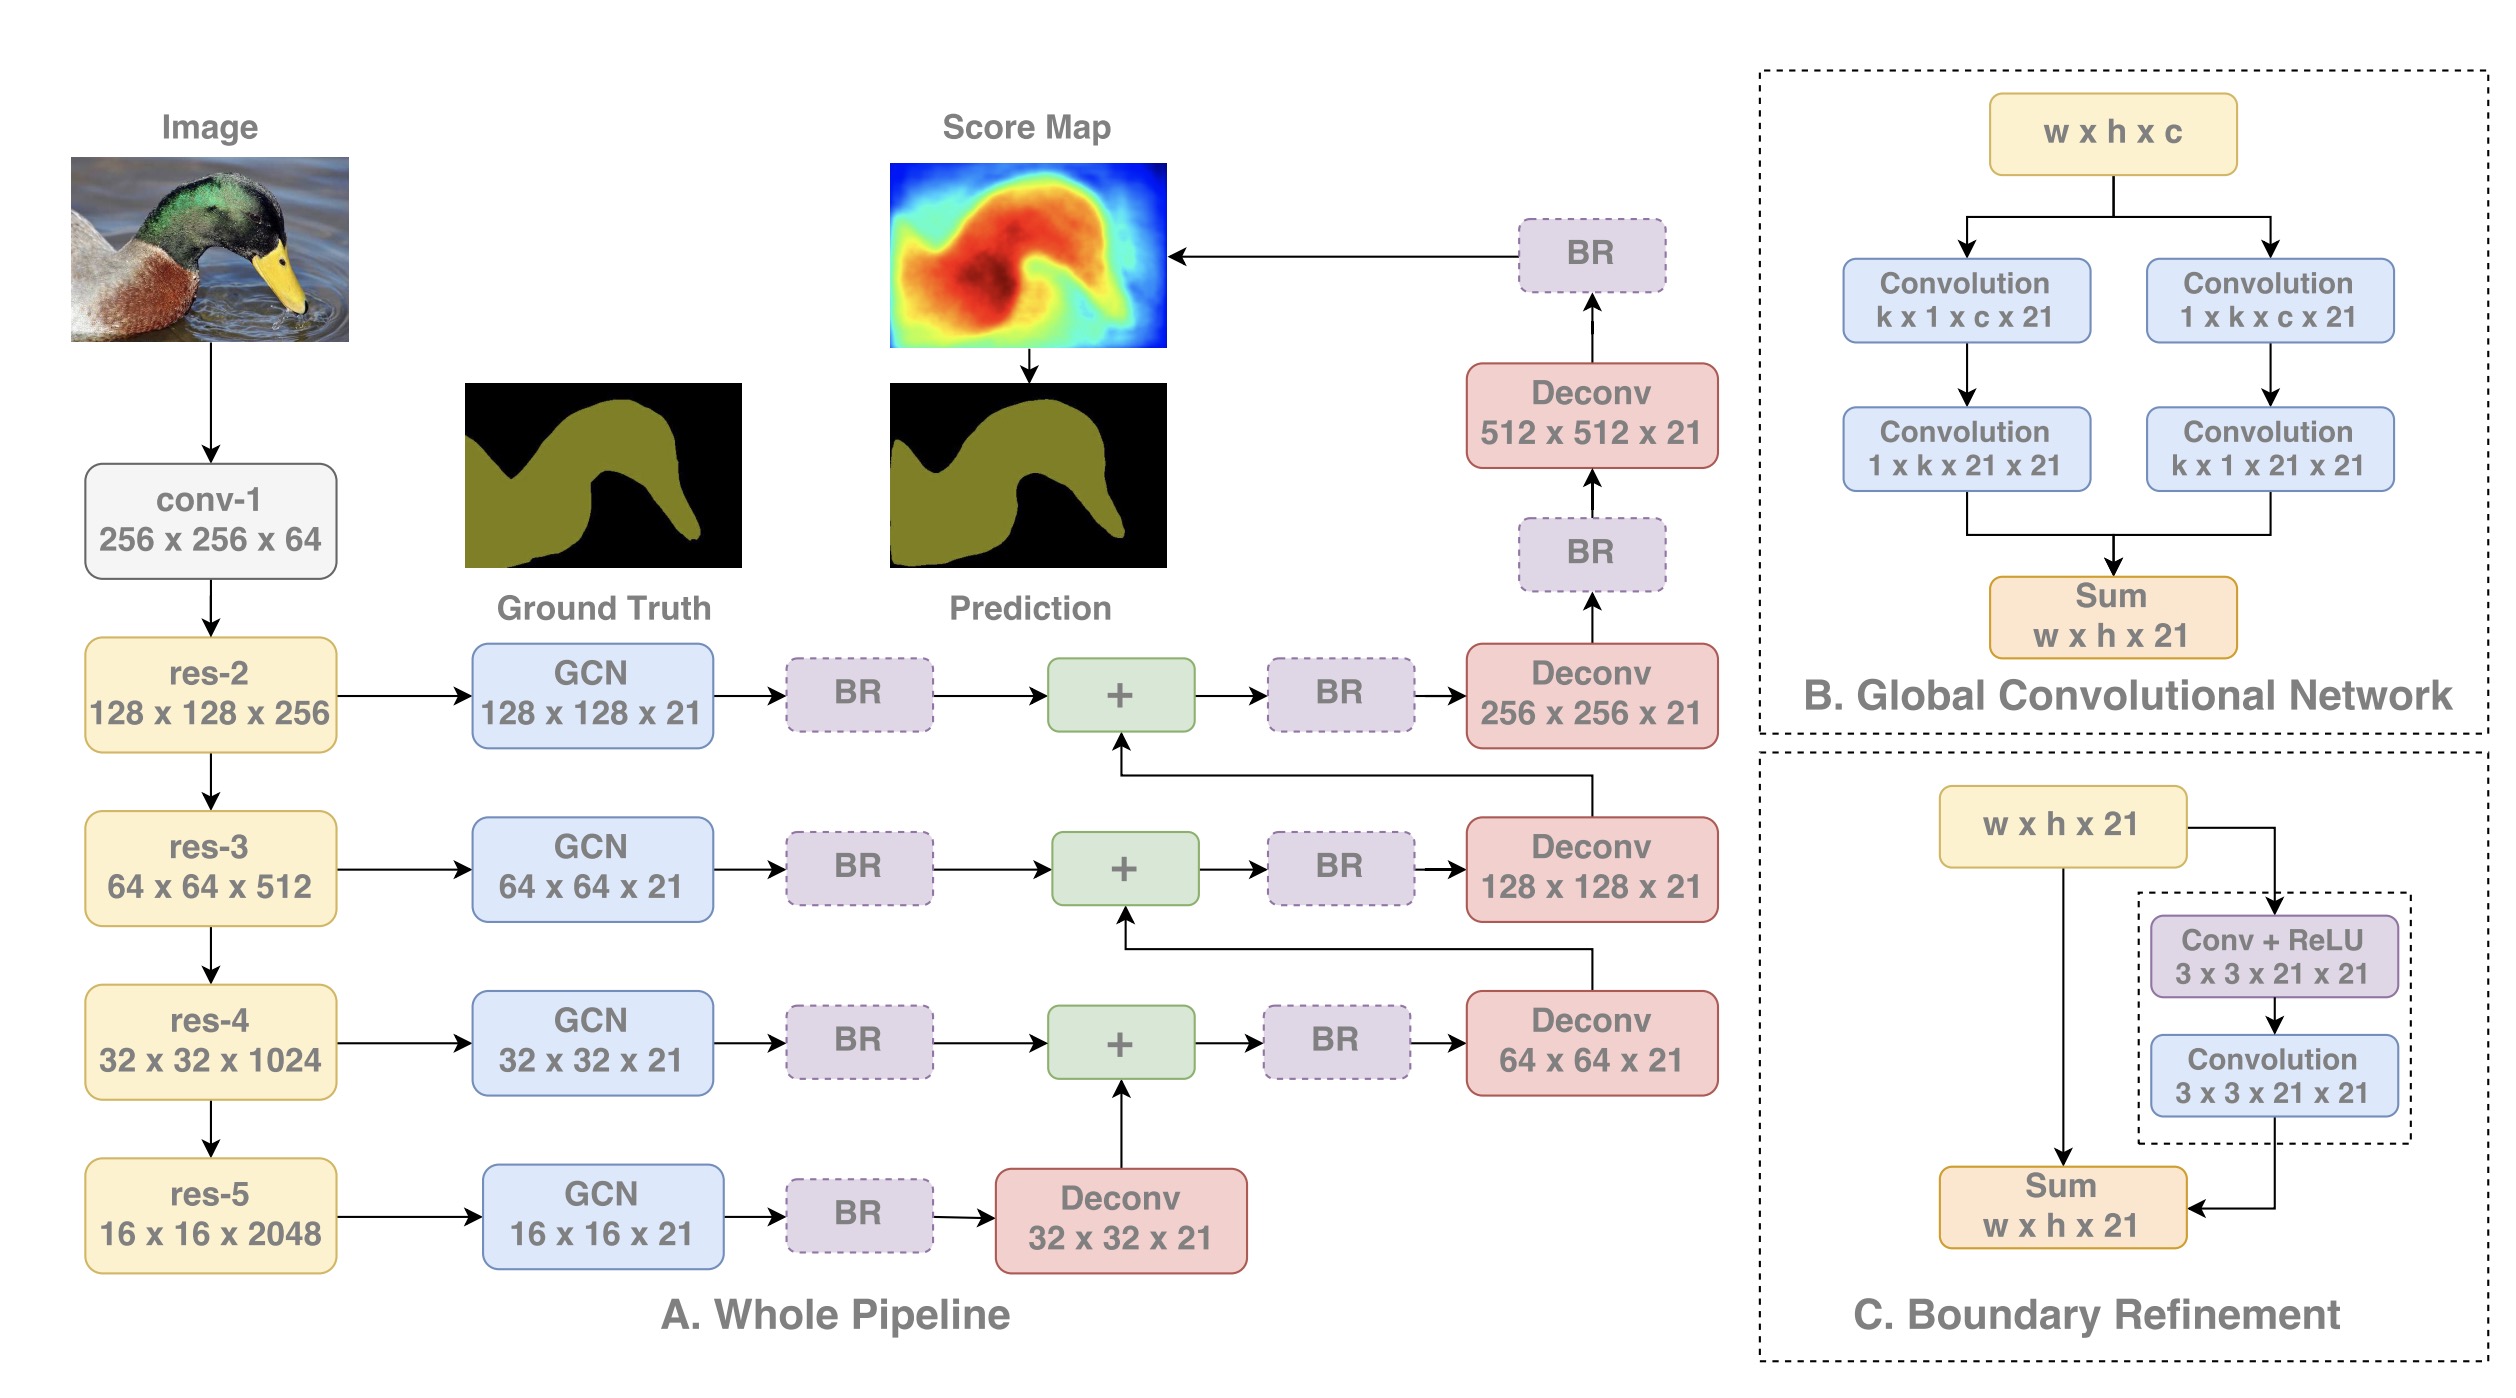 Image
Score Map
Ground Truth
Prediction
conv-1
256 x 256 x 64
res-2
128 x 128 x 256
GCN
128 x 128 x 21
BR
+
BR
Deconv
256 x 256 x 21
BR
Deconv
512 x 512 x 21
BR
res-3
64 x 64 x 512
GCN
64 x 64 x 21
BR
+
BR
Deconv
128 x 128 x 21
res-4
32 x 32 x 1024
GCN
32 x 32 x 21
BR
+
BR
Deconv
64 x 64 x 21
res-5
16 x 16 x 2048
GCN
16 x 16 x 21
BR
Deconv
32 x 32 x 21
A. Whole Pipeline
w x h x c
Convolution
k x 1 x c x 21
Convolution
1 x k x c x 21
Convolution
1 x k x 21 x 21
Convolution
k x 1 x 21 x 21
Sum
w x h x 21
B. Global Convolutional Network
w x h x 21
Conv + ReLU
3 x 3 x 21 x 21
Convolution
3 x 3 x 21 x 21
Sum
w x h x 21
C. Boundary Refinement